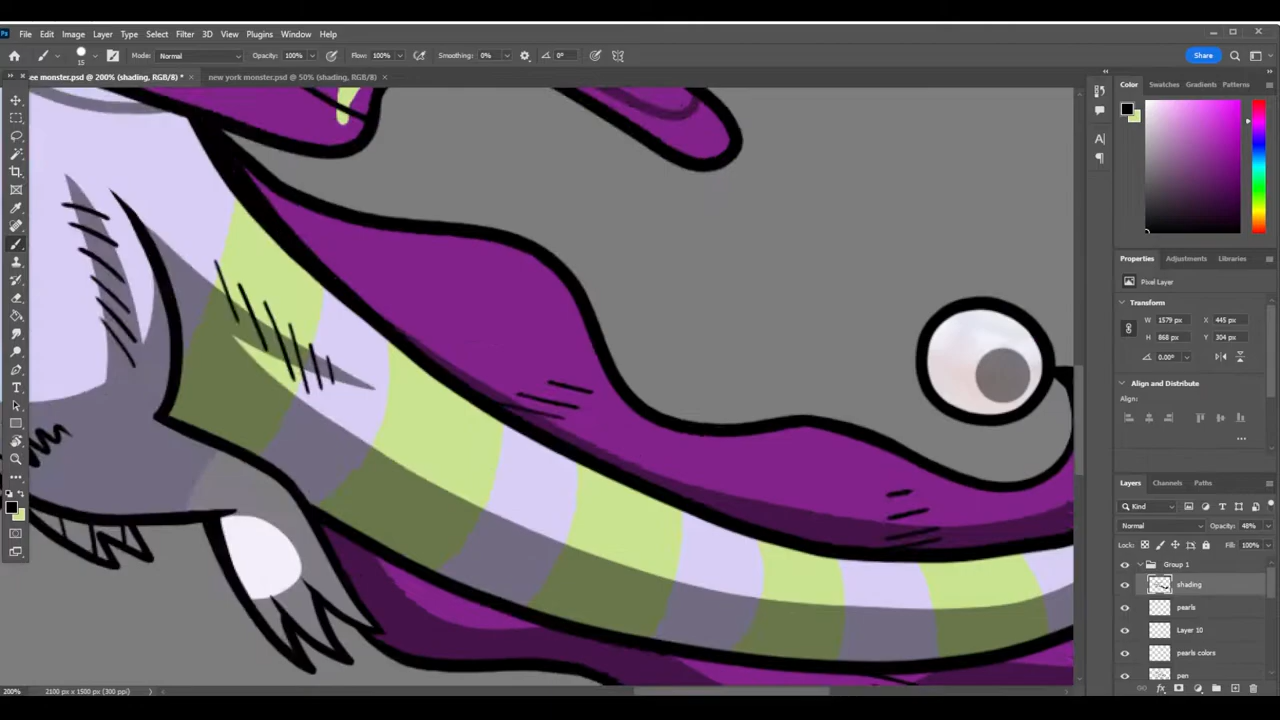 Ps File Edit Image Layer Type Select Filter 3D View Plugins Window Help
15 Mode: Normal Opacity: 100% Flow: 100% Smoothing: 0% 0° Share
ee monster.psd @ 200% (shading, RGB/8) * × new york monster.psd @ 50% (shading, RGB/8) ×
Color Swatches Gradients Patterns
Properties Adjustments Libraries
Pixel Layer
Transform
W 1579 px X 445 px
H 868 px Y 304 px
0.00°
Align and Distribute
Align:
Layers Channels Paths
Kind
Normal Opacity: 48%
Lock: Fill: 100%
Group 1
shading
pearls
Layer 10
pearls colors
pen
200% 2100 px x 1500 px (300 ppi)